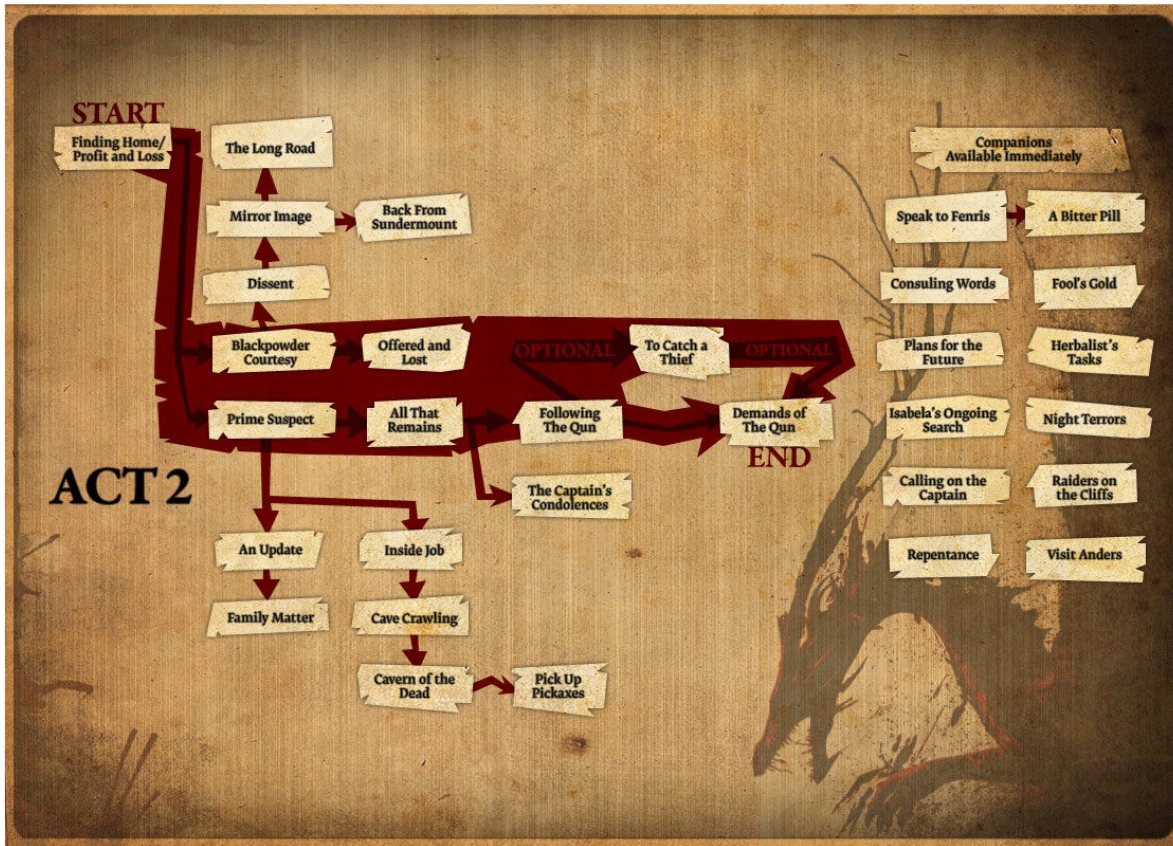 START
Finding Home/
Profit and Loss
The Long Road
Mirror Image
Back From
Sundermount
Dissent
Blackpowder
Courtesy
Offered and
Lost
OPTIONAL
To Catch a
Thief
OPTIONAL
Prime Suspect
All That
Remains
Following
The Qun
Demands of
The Qun
END
ACT 2
The Captain's
Condolences
An Update
Inside Job
Family Matter
Cave Crawling
Cavern of the
Dead
Pick Up
Pickaxes
Companions
Available Immediately
Speak to Fenris
A Bitter Pill
Consuling Words
Fool's Gold
Plans for the
Future
Herbalist's
Tasks
Isabela's Ongoing
Search
Night Terrors
Calling on the
Captain
Raiders on
the Cliffs
Repentance
Visit Anders